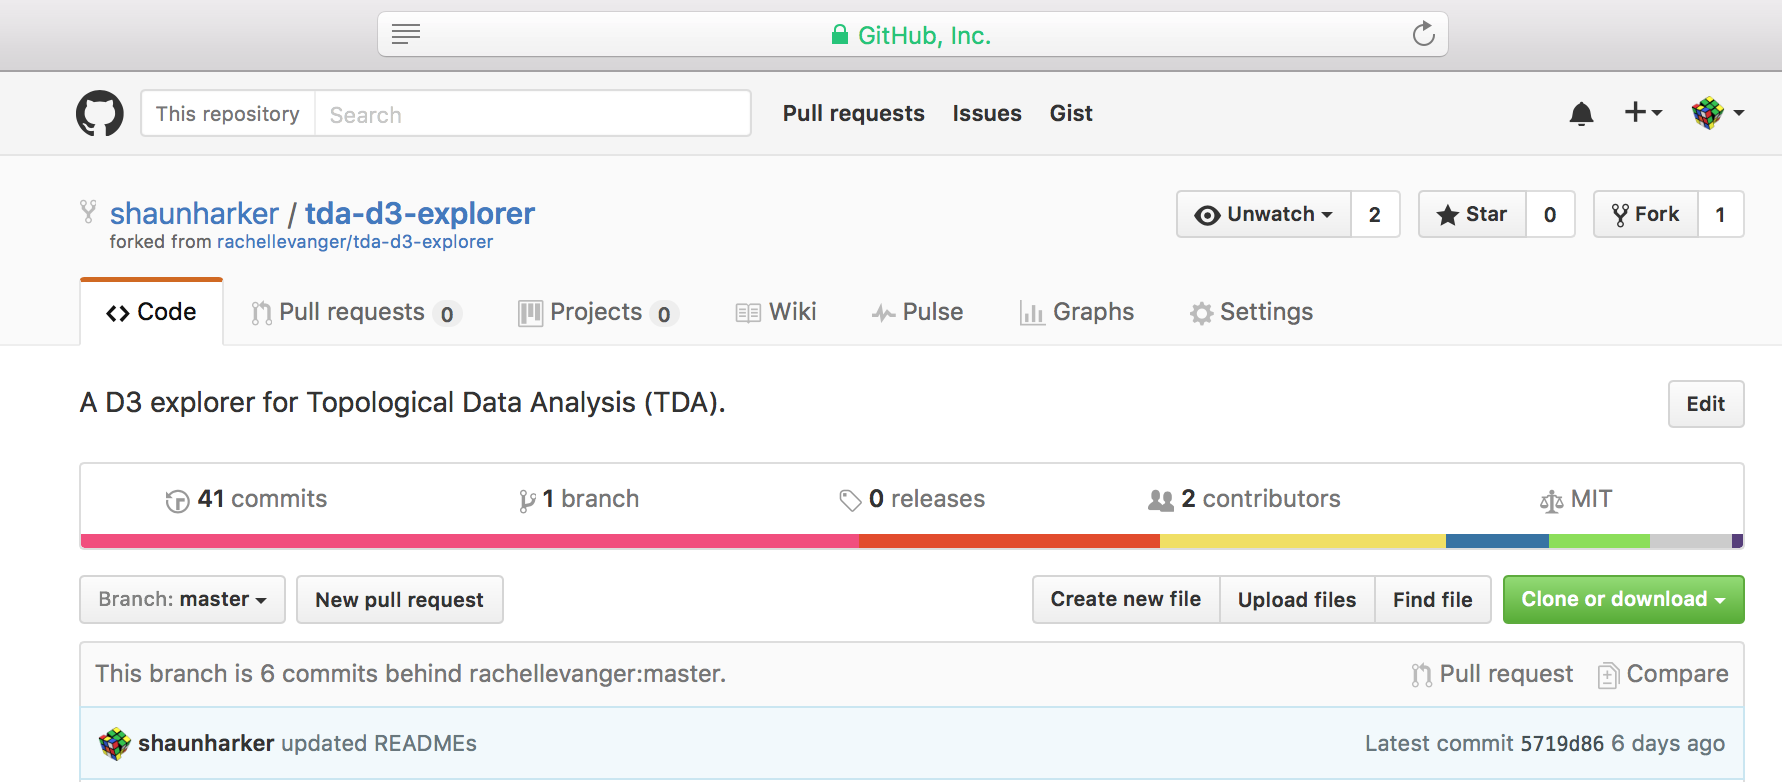 GitHub, Inc.
This repository Search Pull requests Issues Gist
shaunharker / tda-d3-explorer Unwatch 2 Star 0 Fork 1
forked from rachellevanger/tda-d3-explorer
Code Pull requests 0 Projects 0 Wiki Pulse Graphs Settings
A D3 explorer for Topological Data Analysis (TDA). Edit
41 commits 1 branch 0 releases 2 contributors MIT
Branch: master New pull request Create new file Upload files Find file Clone or download
This branch is 6 commits behind rachellevanger:master. Pull request Compare
shaunharker updated READMEs Latest commit 5719d86 6 days ago